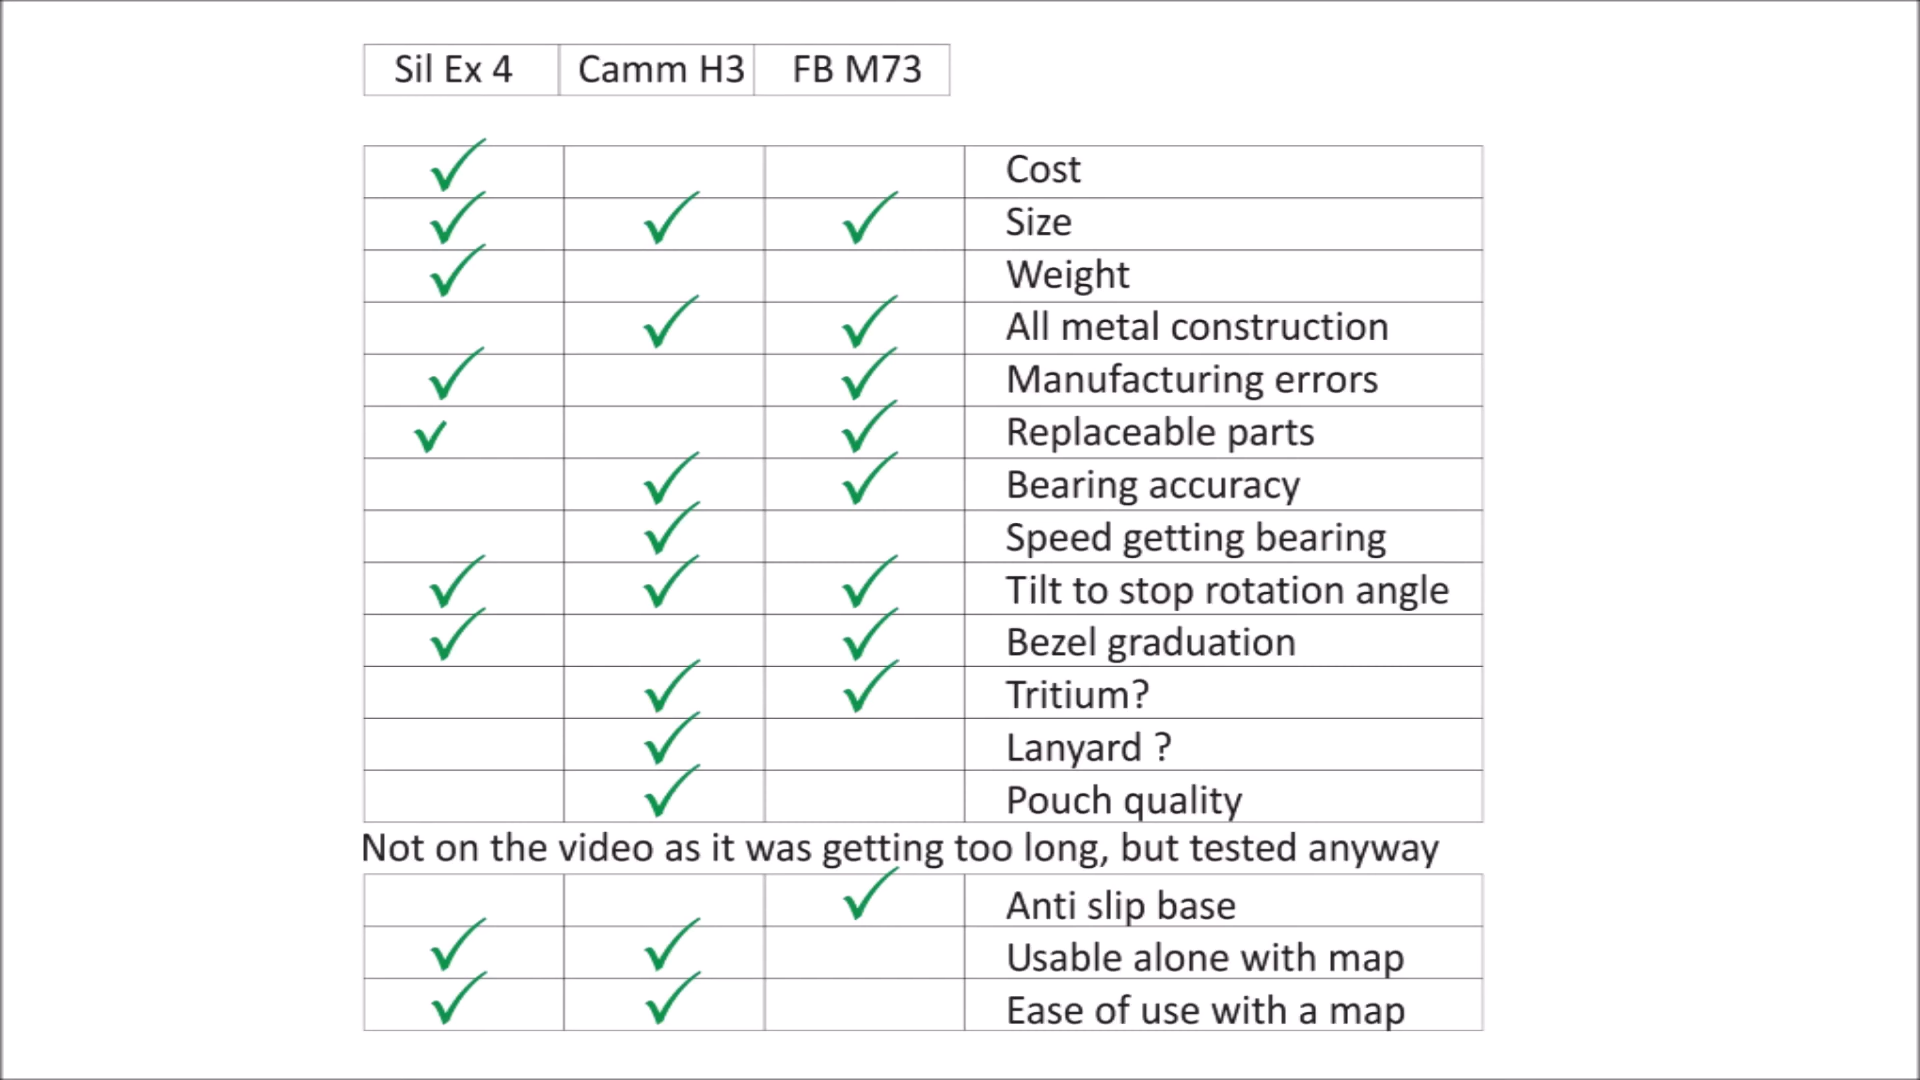 Sil Ex 4 Camm H3 FB M73
Cost
Size
Weight
All metal construction
Manufacturing errors
Replaceable parts
Bearing accuracy
Speed getting bearing
Tilt to stop rotation angle
Bezel graduation
Tritium?
Lanyard ?
Pouch quality
Not on the video as it was getting too long, but tested anyway
Anti slip base
Usable alone with map
Ease of use with a map